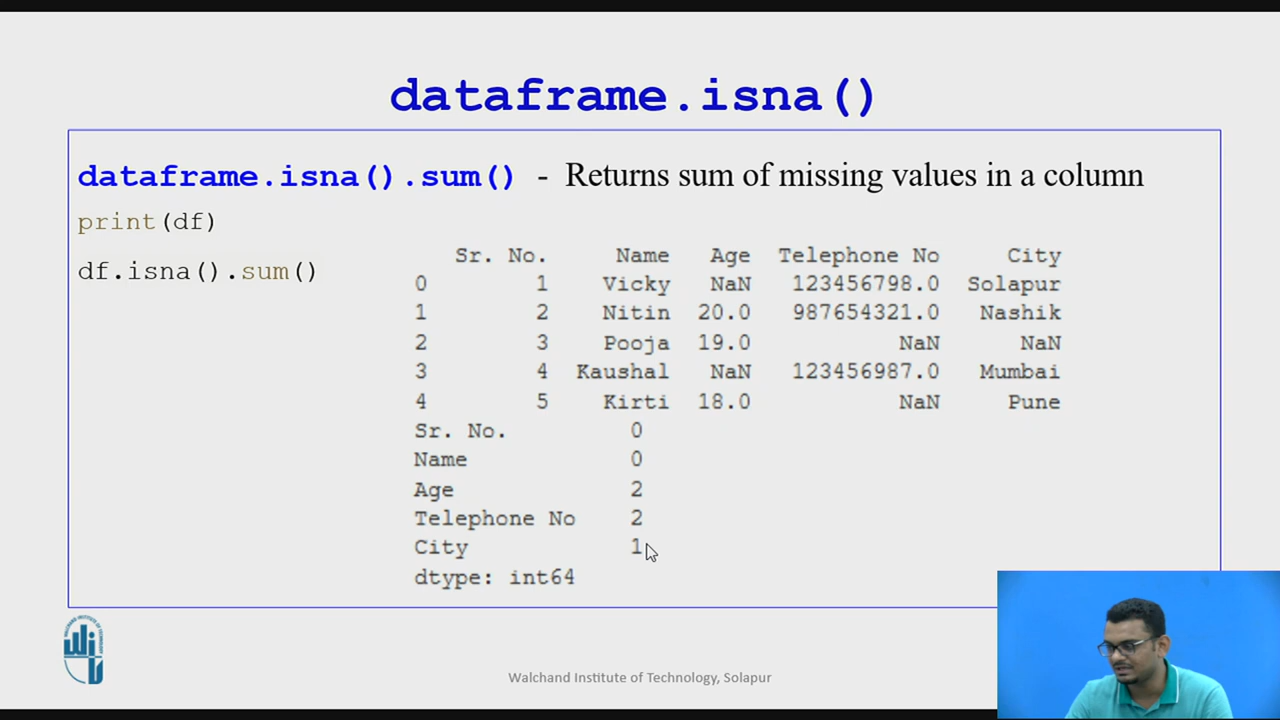 dataframe.isna()
dataframe.isna().sum() - Returns sum of missing values in a column
print(df)
df.isna().sum()
Sr. No. Name Age Telephone No City
0 1 Vicky NaN 123456798.0 Solapur
1 2 Nitin 20.0 987654321.0 Nashik
2 3 Pooja 19.0 NaN NaN
3 4 Kaushal NaN 123456987.0 Mumbai
4 5 Kirti 18.0 NaN Pune
Sr. No. 0
Name 0
Age 2
Telephone No 2
City 1
dtype: int64
Walchand Institute of Technology, Solapur